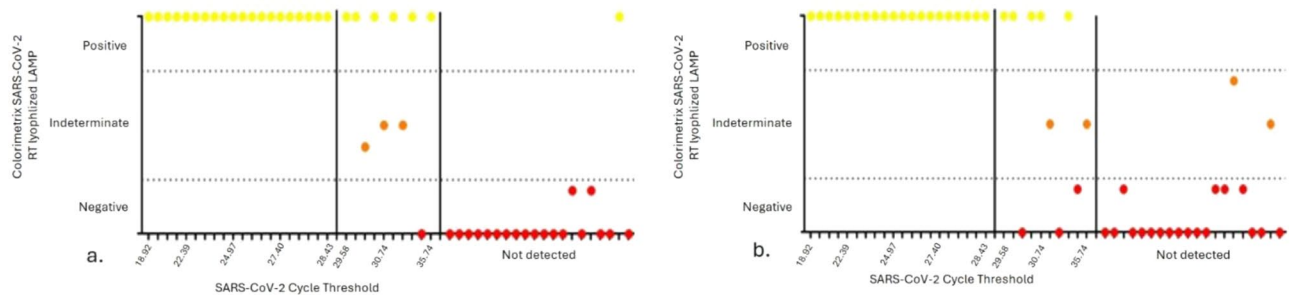 Colorimetrix SARS-CoV-2
RT lyophlized LAMP
Positive
Indeterminate
Negative
18.92
22.39
24.97
27.40
28.43
29.58
30.74
35.74
Not detected
a.
SARS-CoV-2 Cycle Threshold
Colorimetrix SARS-CoV-2
RT lyophlized LAMP
Positive
Indeterminate
Negative
18.92
22.39
24.97
27.40
28.43
29.58
30.74
35.74
Not detected
b.
SARS-CoV-2 Cycle Threshold